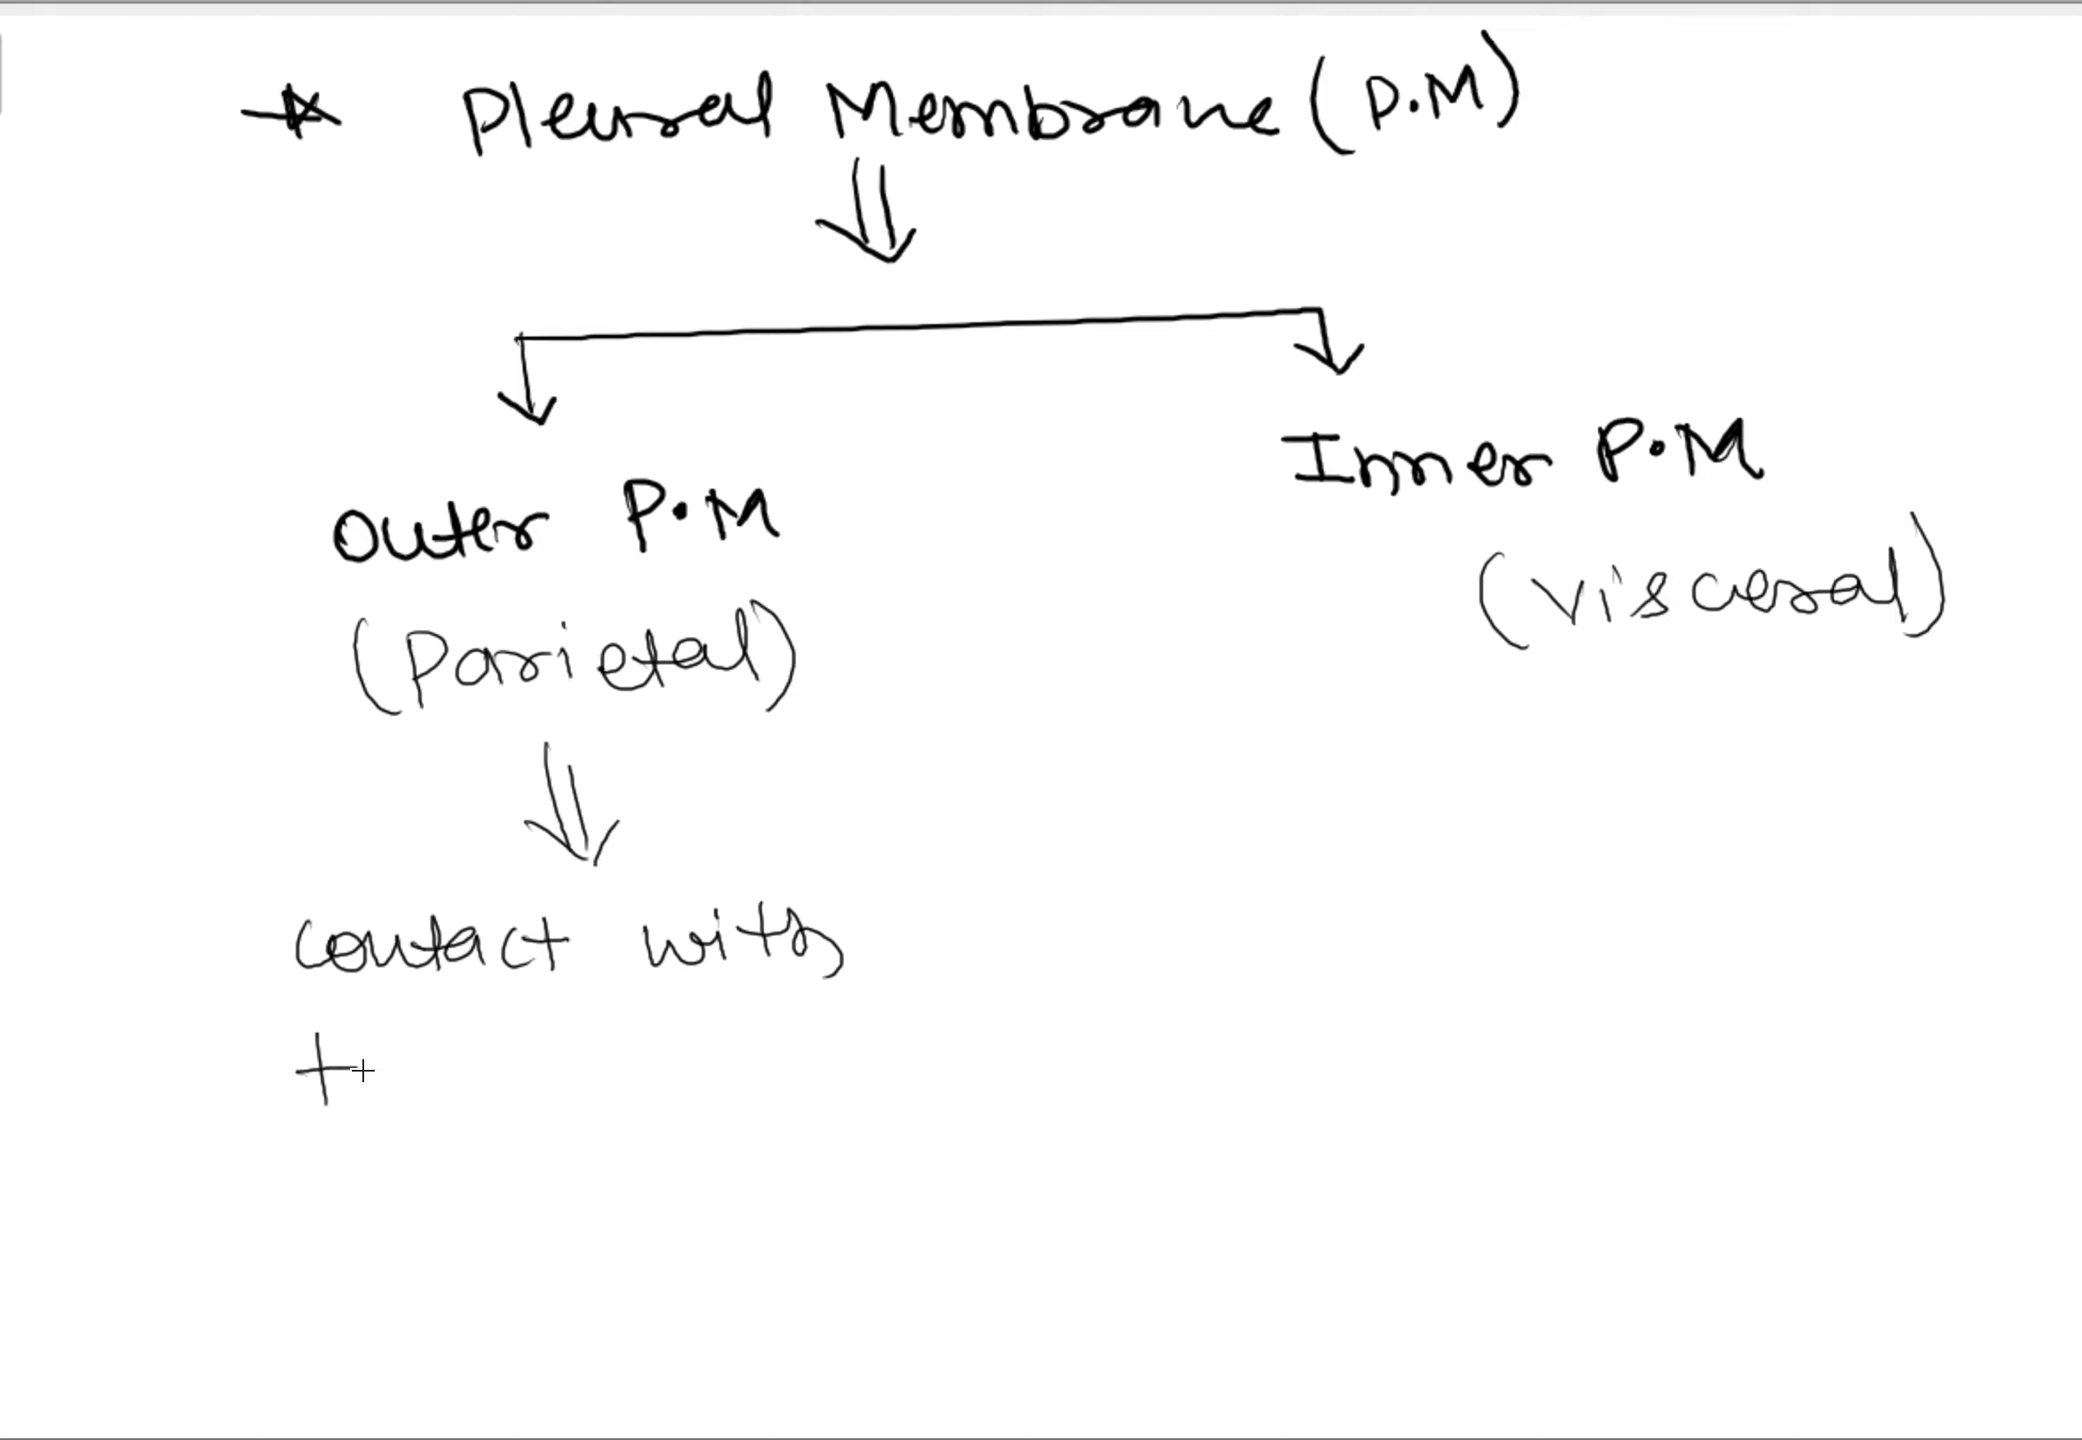 Pleural Membrane (P.M)
Outer P.M
(Parietal)
Inner P.M
(visceral)
contact with
t